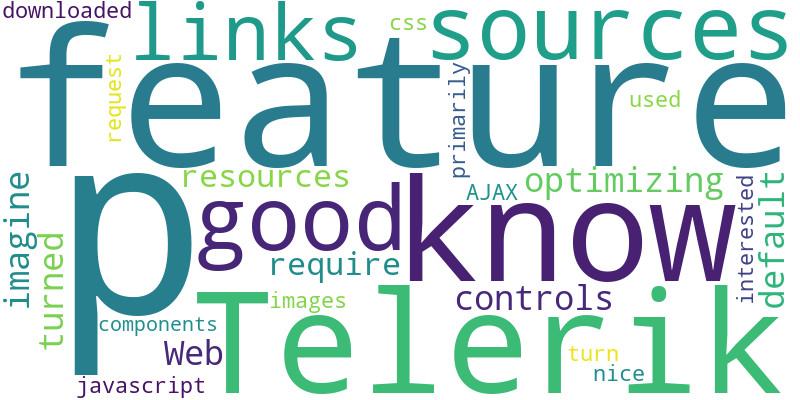 downloaded
links
css
sources
feature
request
primarily
used
p
resources
AJAX
optimizing
imagine
good
know
interested
default
turned
require
Telerik
images
controls
components
Web
turn
nice
javascript